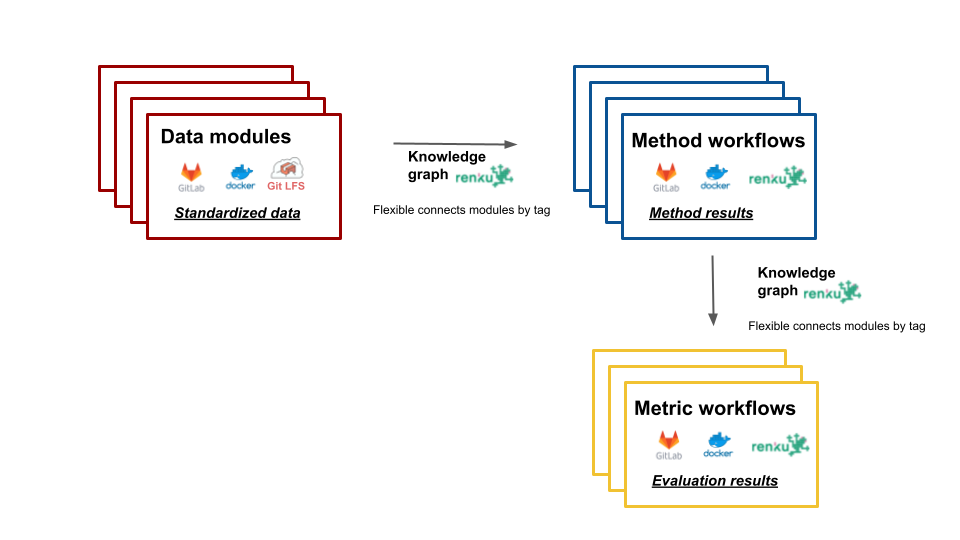 Data modules
GitLab
docker
Git LFS
Standardized data
Knowledge
graph renku
Flexible connects modules by tag
Method workflows
GitLab
docker
renku
Method results
Knowledge
graph renku
Flexible connects modules by tag
Metric workflows
GitLab
docker
renku
Evaluation results